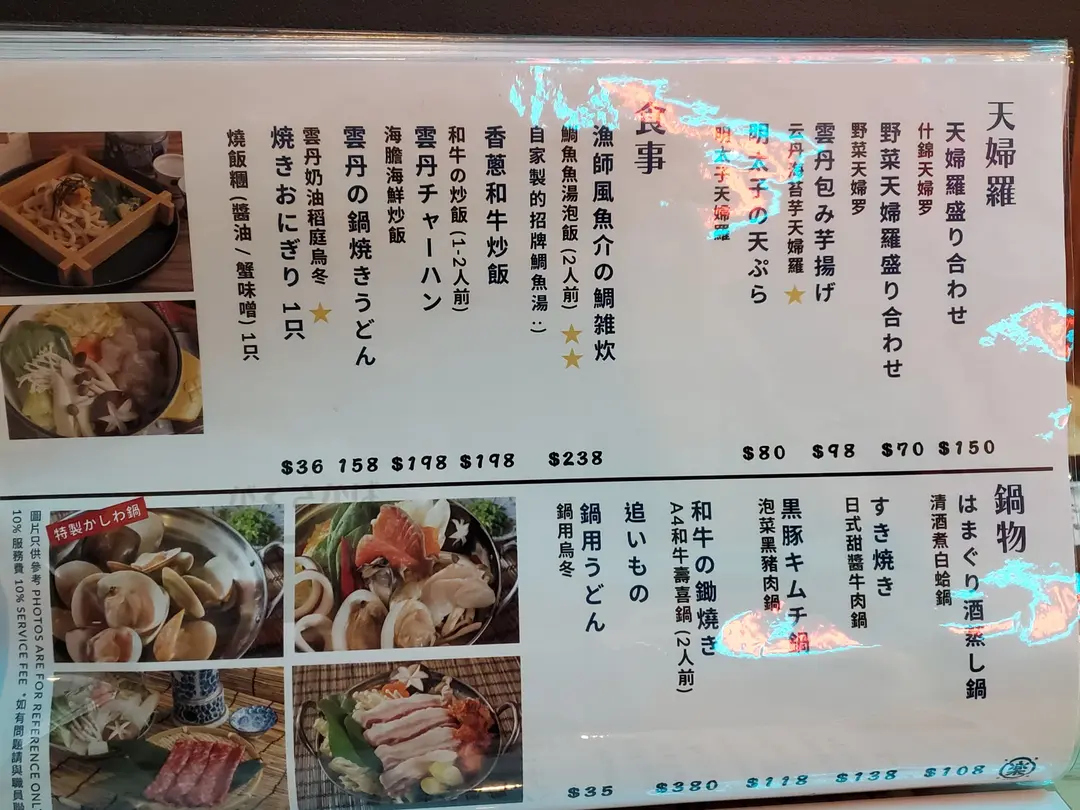 天婦羅
天婦羅盛り合わせ
什錦天婦羅
$150
野菜天婦羅盛り合わせ
野菜天婦罗
$70
雲丹包み芋揚げ
云丹海苔芋天婦羅 ★
$98
明太子の天ぷら
明太子天婦羅
$80
食事
漁師風魚介の鯛雑炊
鯛魚魚湯泡飯 (2人前) ★★
自家製的招牌鯛魚湯 :)
$238
香蔥和牛炒飯
和牛の炒飯 (1-2人前)
$198
雲丹チャーハン
海膽海鮮炒飯
$198
雲丹の鍋焼きうどん
雲丹奶油稻庭烏冬 ★
158
焼きおにぎり 1只
燒飯糰 (醬油 / 蟹味噌) 1只
$36
鍋物
はまぐり酒蒸し鍋
清酒煮白蛤鍋
$108
すき焼き
日式甜醬牛肉鍋
$138
黒豚キムチ鍋
泡菜黑豬肉鍋
$118
和牛の鋤焼き
A4和牛壽喜鍋 (2人前)
$380
追いもの
鍋用うどん
鍋用烏冬
$35
特製かしわ鍋
圖片只供參考 PHOTOS ARE FOR REFERENCE ONL
10% 服務費 10% SERVICE FEE *如有問題請與職員聯